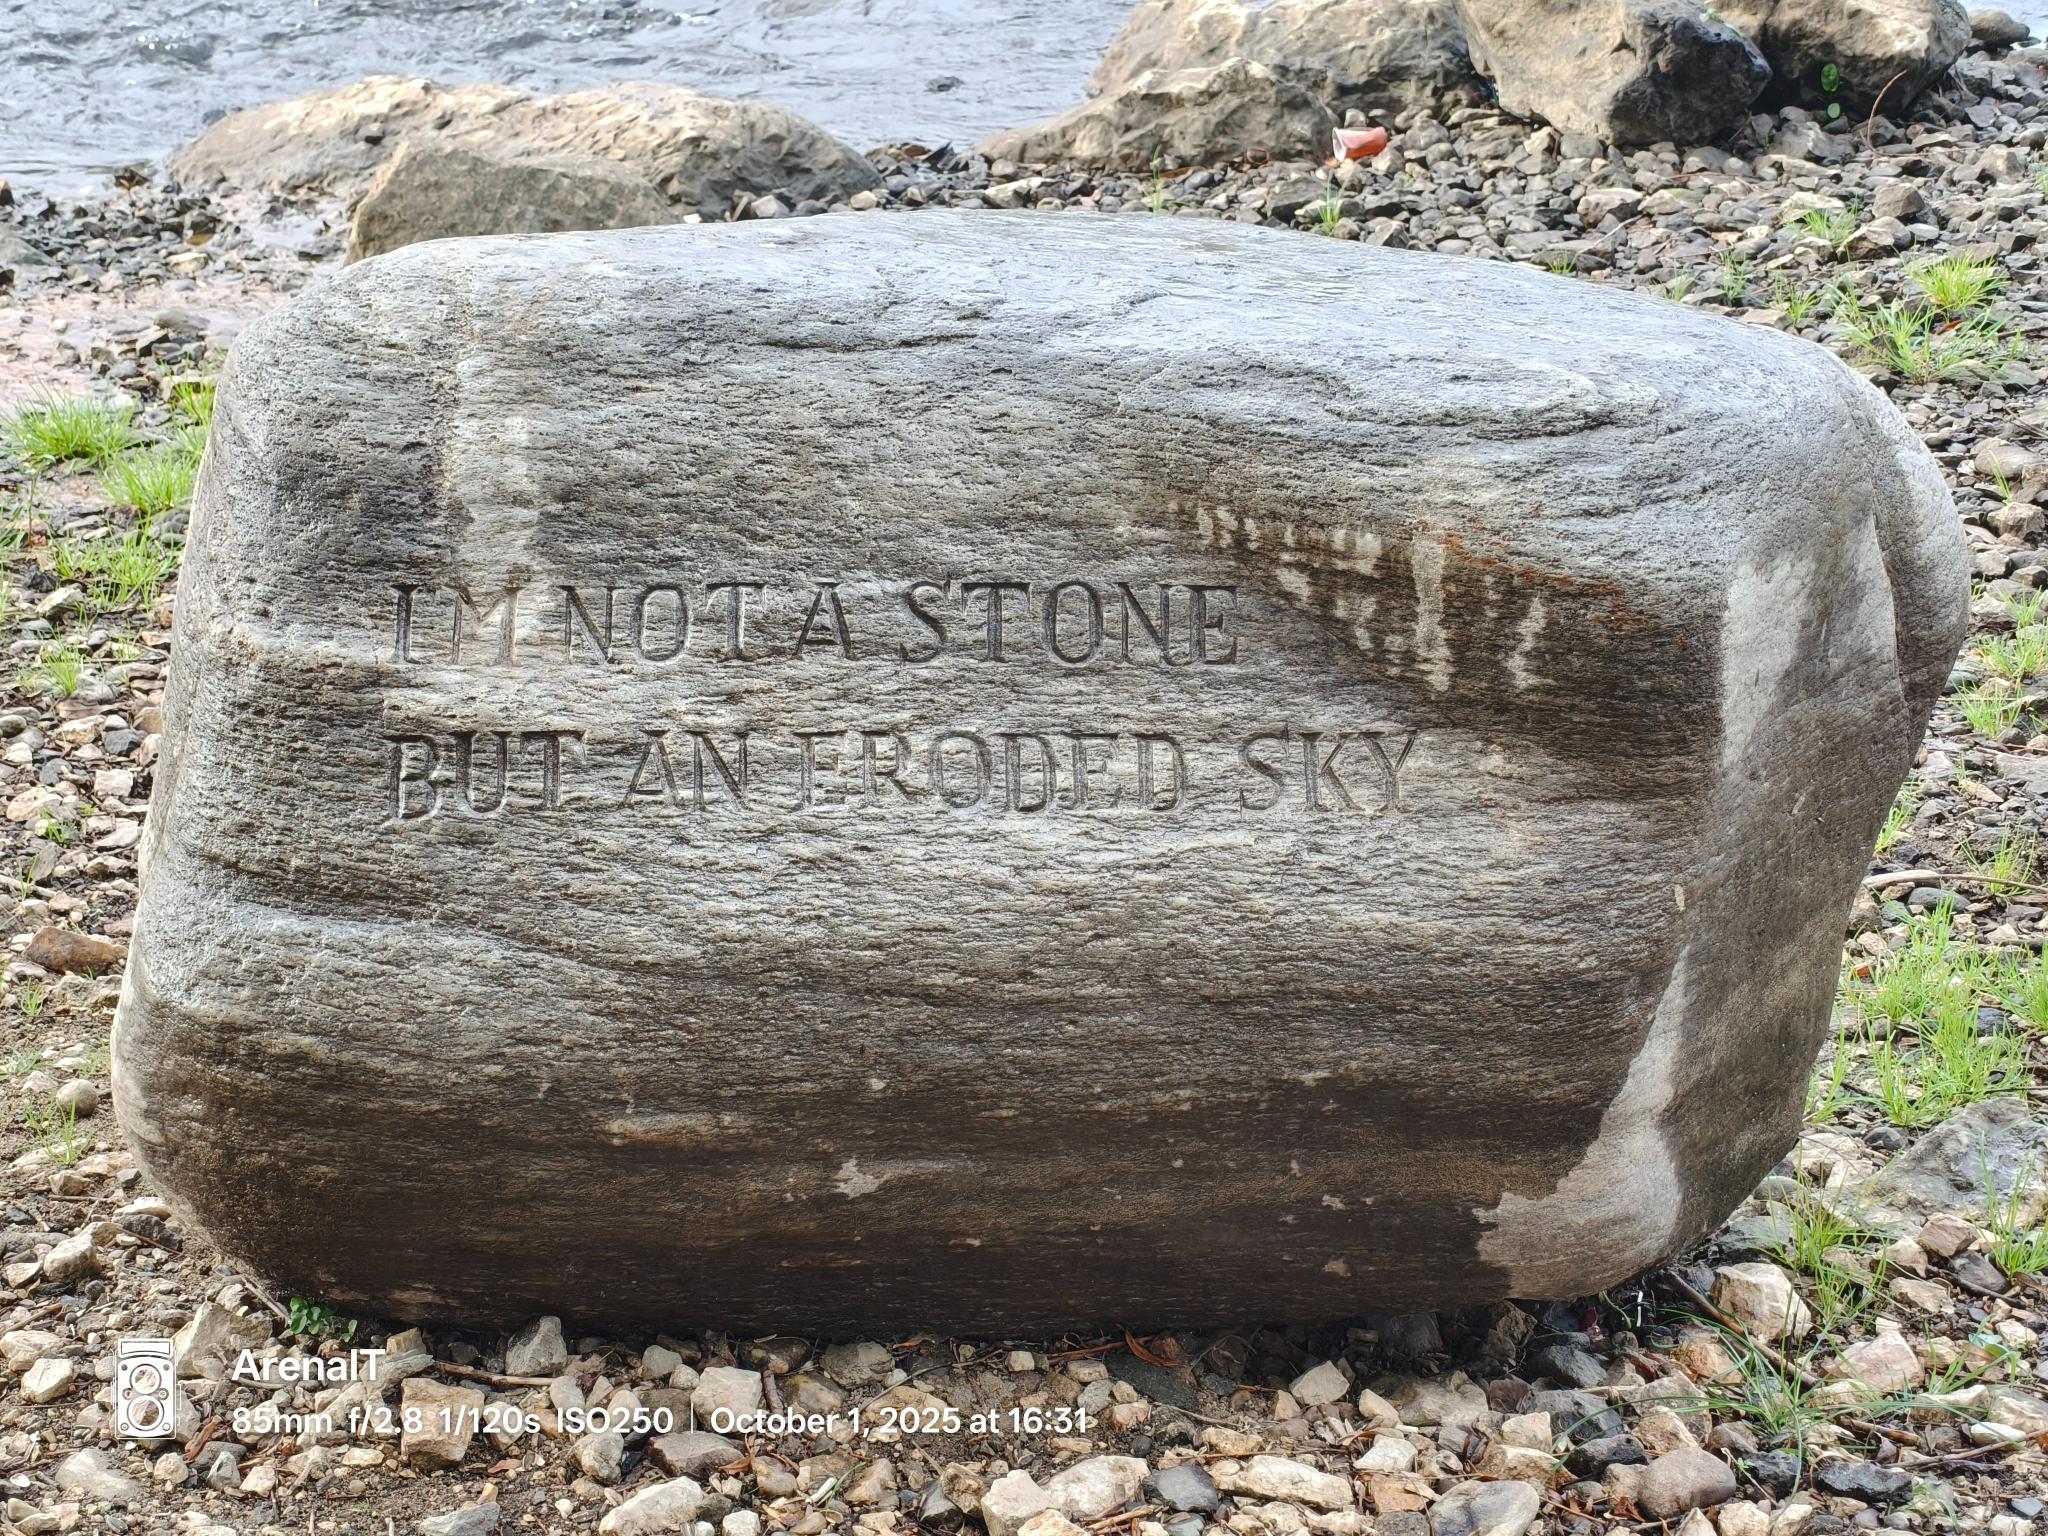 I'M NOT A STONE
BUT AN ERODED SKY
ArenaIT
85mm f/2.8 1/120s ISO250 | October 1, 2025 at 16:31